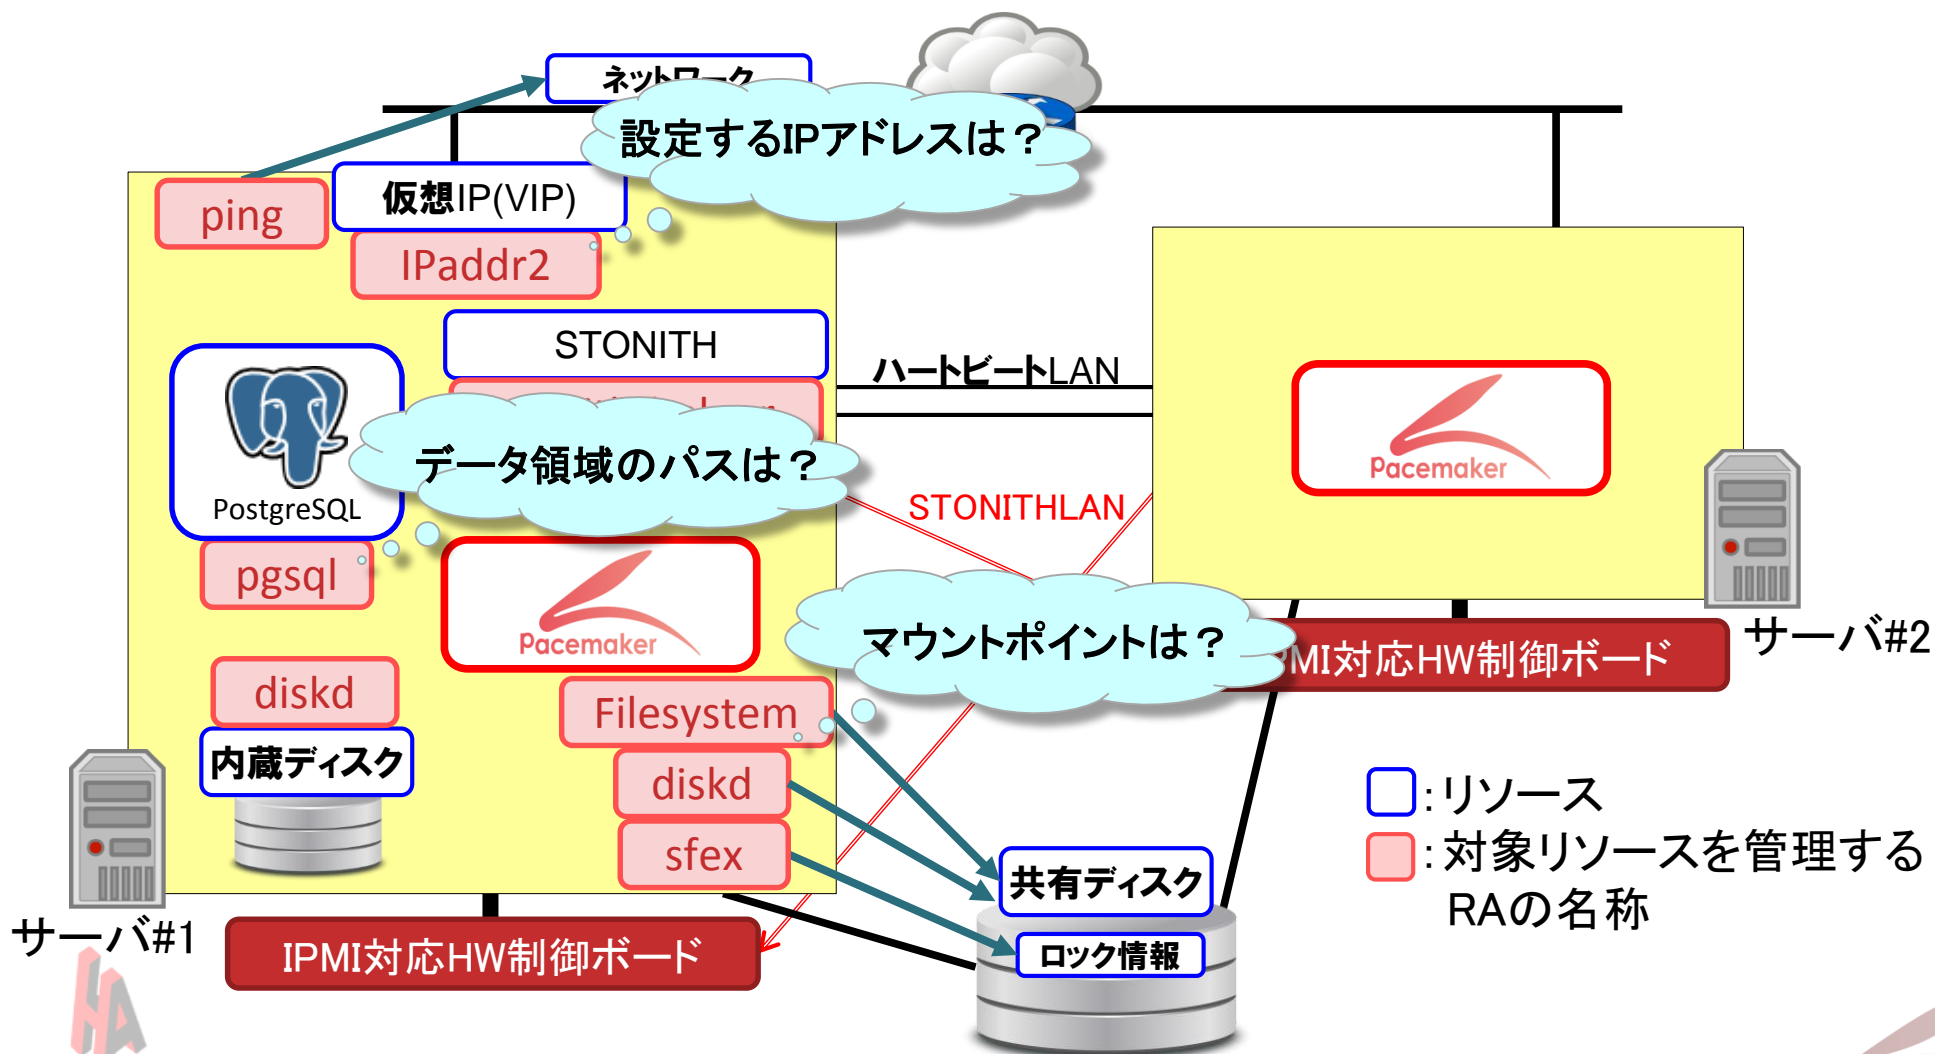 ネットワーク
設定するIPアドレスは？
ping
仮想IP(VIP)
IPaddr2
STONITH
ハートビートLAN
PostgreSQL
データ領域のパスは？
STONITHLAN
Pacemaker
pgsql
Pacemaker
マウントポイントは？
MI対応HW制御ボード
サーバ#2
diskd
内蔵ディスク
Filesystem
diskd
sfex
共有ディスク
ロック情報
サーバ#1
IPMI対応HW制御ボード
：リソース
：対象リソースを管理する
RAの名称
HA